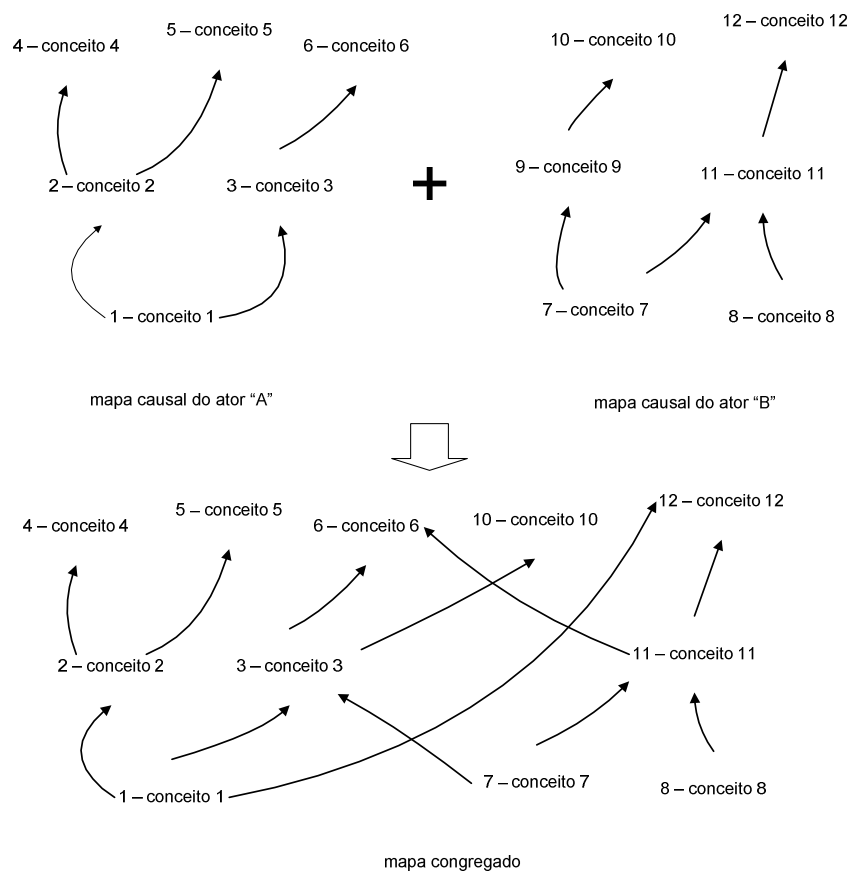 4 – conceito 4
5 – conceito 5
6 – conceito 6
2 – conceito 2
3 – conceito 3
1 – conceito 1
mapa causal do ator “A”
+
10 – conceito 10
12 – conceito 12
9 – conceito 9
11 – conceito 11
7 – conceito 7
8 – conceito 8
mapa causal do ator “B”
4 – conceito 4
5 – conceito 5
6 – conceito 6
10 – conceito 10
12 – conceito 12
2 – conceito 2
3 – conceito 3
11 – conceito 11
1 – conceito 1
7 – conceito 7
8 – conceito 8
mapa congregado